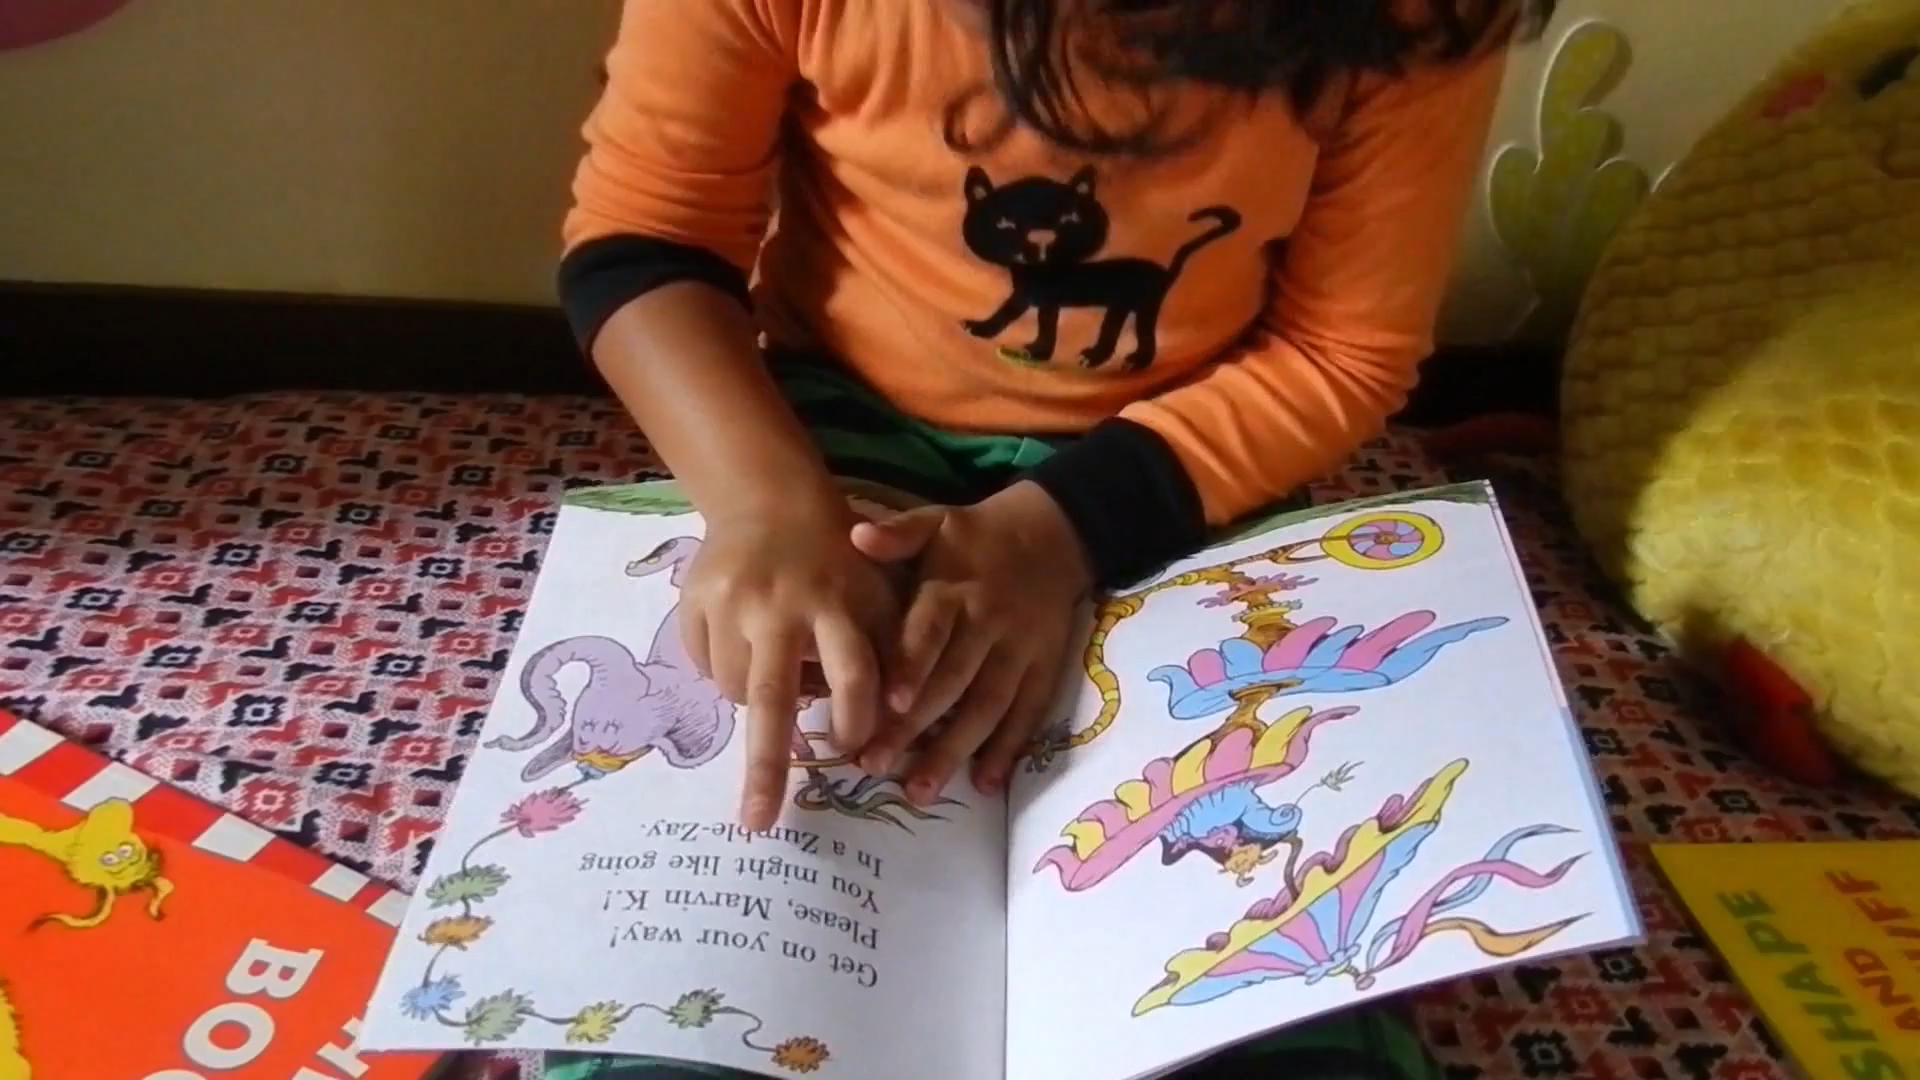 Get on your way!
Please, Marvin K.!
You might like going
In a Zumble-Zay.
SHAPE
AND